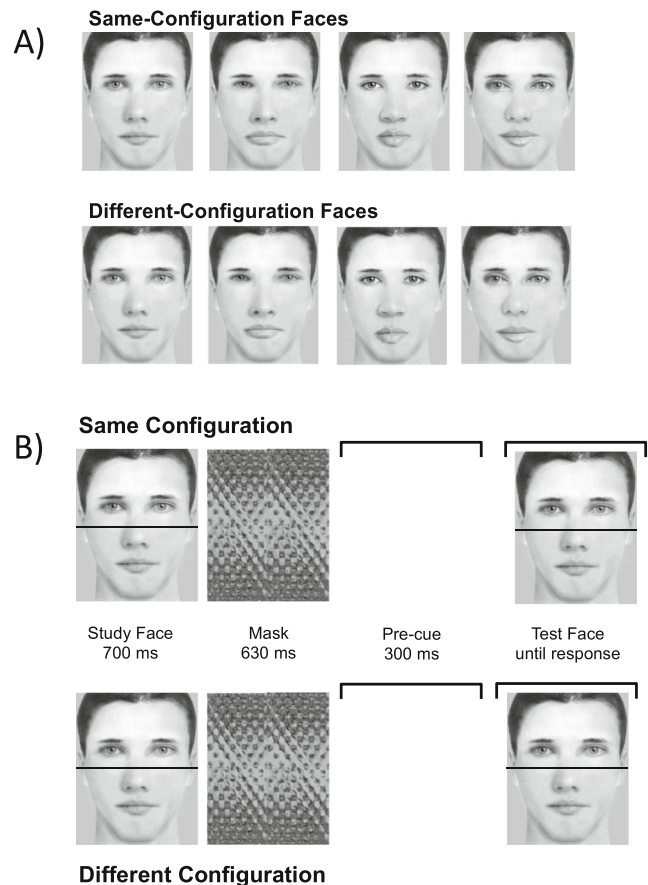 A)
Same-Configuration Faces
Different-Configuration Faces
B)
Same Configuration
Study Face
700 ms
Mask
630 ms
Pre-cue
300 ms
Test Face
until response
Different Configuration